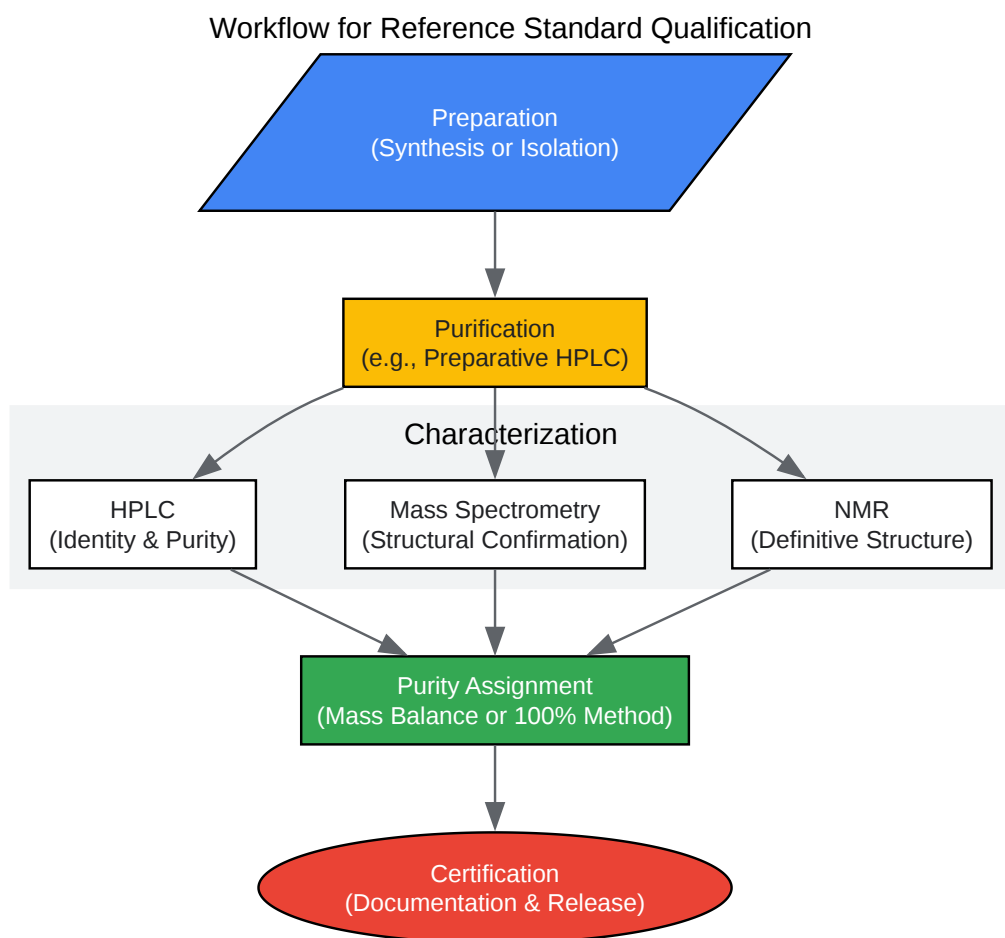 Workflow for Reference Standard Qualification
Preparation
(Synthesis or Isolation)
Purification
(e.g., Preparative HPLC)
Characterization
HPLC
(Identity & Purity)
Mass Spectrometry
(Structural Confirmation)
NMR
(Definitive Structure)
Purity Assignment
(Mass Balance or 100% Method)
Certification
(Documentation & Release)